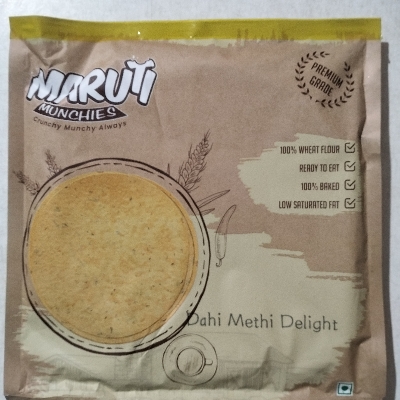 MARUTI
MUNCHIES
Crunchy Munchy Always
PREMIUM
GRADE
100% WHEAT FLOUR
READY TO EAT
100% BAKED
LOW SATURATED FAT
Dahi Methi Delight